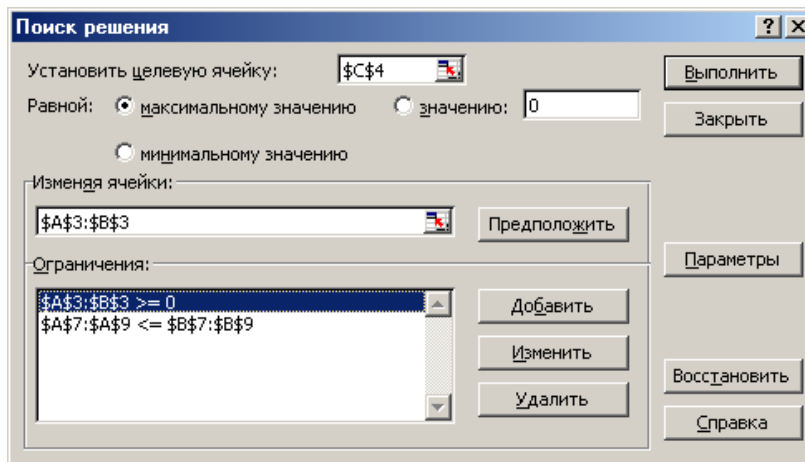 Поиск решения
Установить целевую ячейку: $C$4 Выполнить
Равной: максимальному значению значению: 0 Закрыть
минимальному значению
Изменяя ячейки:
$A$3:$B$3 Предположить
Ограничения: Параметры
$A$3:$B$3 >= 0 Добавить
$A$7:$A$9 <= $B$7:$B$9
Изменить
Восстановить
Удалить
Справка